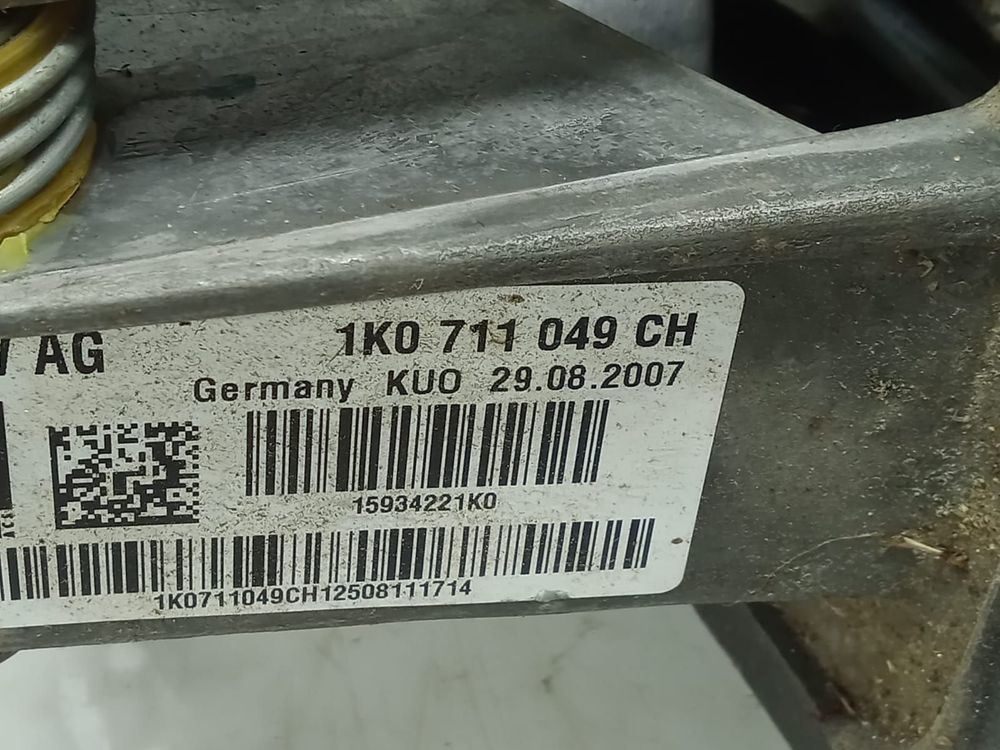 AG
1K0 711 049 CH
Germany KUO 29.08.2007
15934221K0
1K0711049CH12508111714